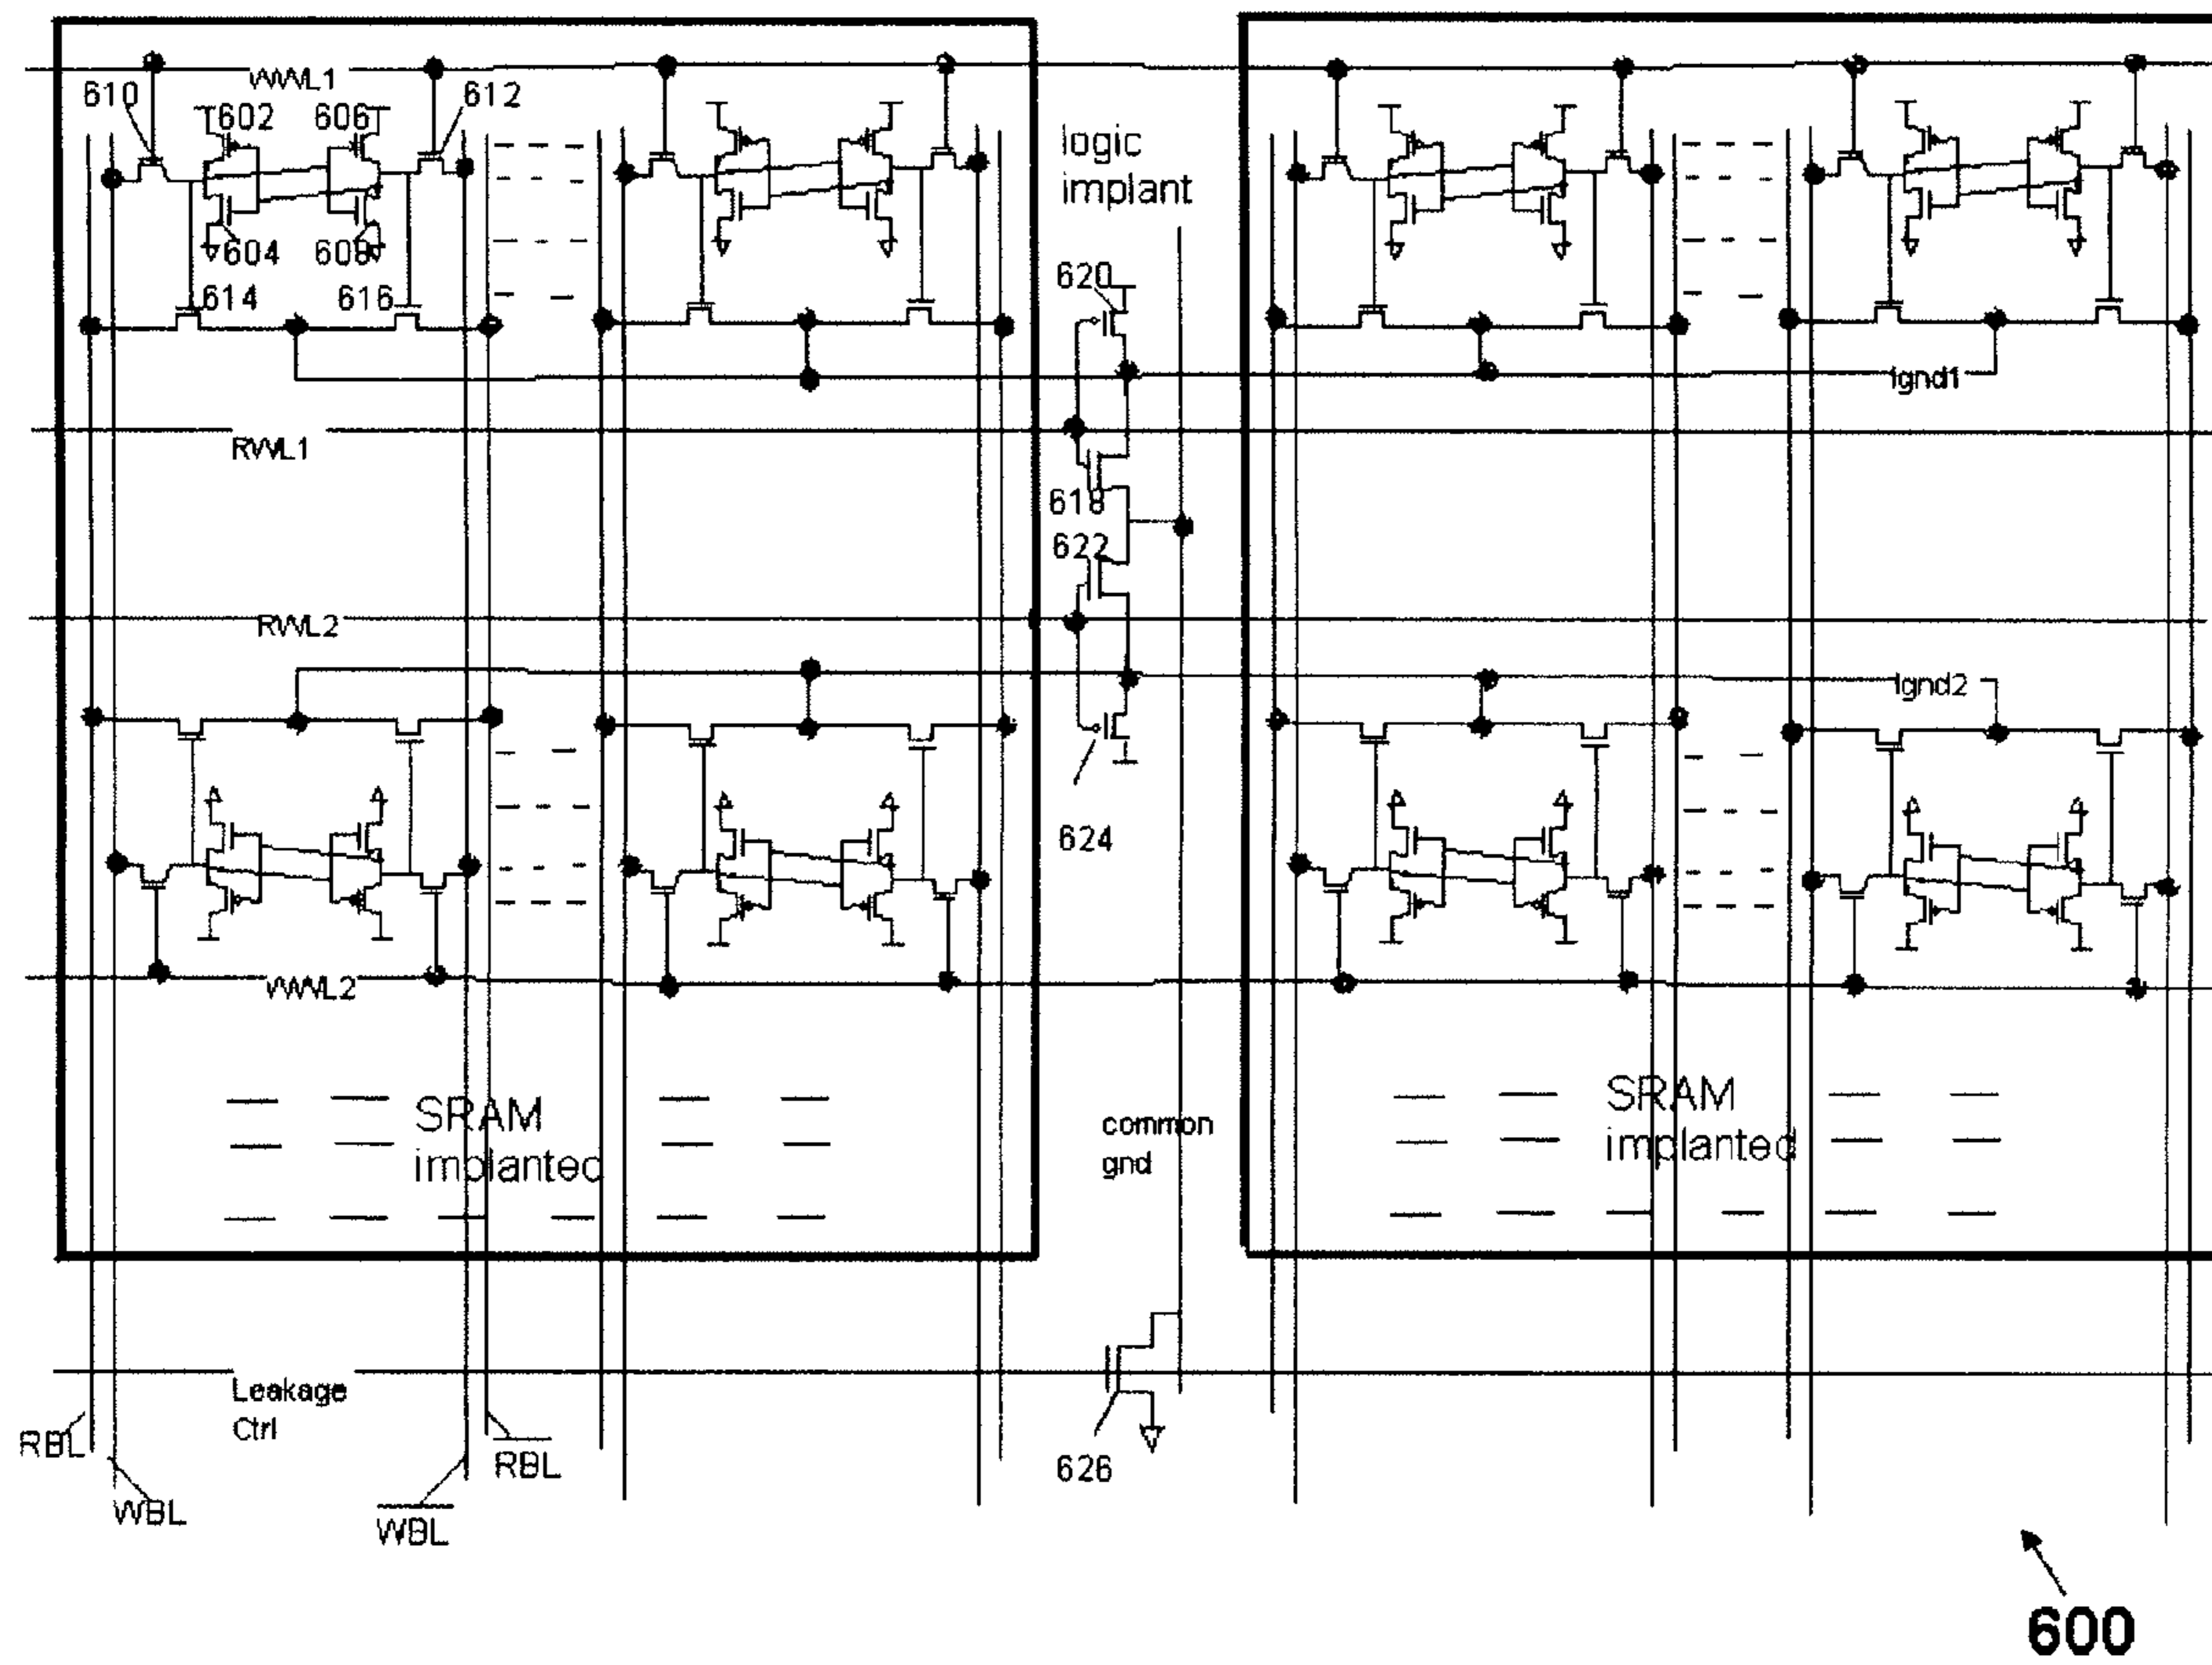 WWL1
610
602
606
612
604
608
614
616
logic
implant
620
lgnd1
RWL1
618
622
RWL2
lgnd2
624
WWL2
SRAM
implanted
common
gnd
SRAM
implanted
Leakage
Ctrl
RBL
WBL
WBL
RBL
626
600